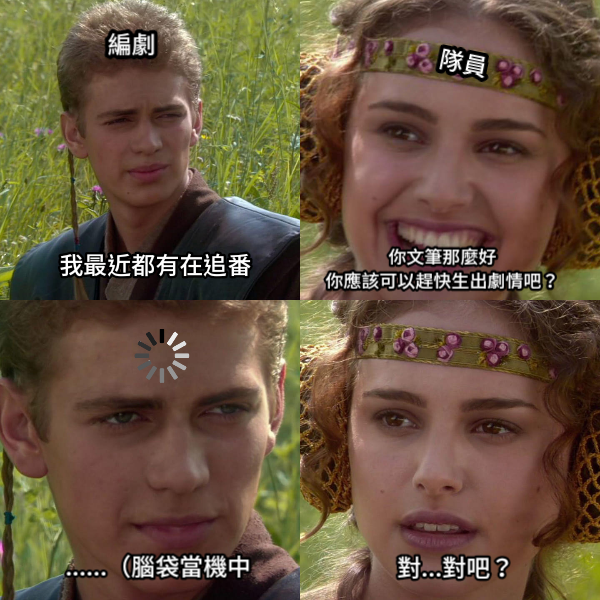 編劇
我最近都有在追番
隊員
你文筆那麼好
你應該可以趕快生出劇情吧？
......（腦袋當機中
對...對吧？